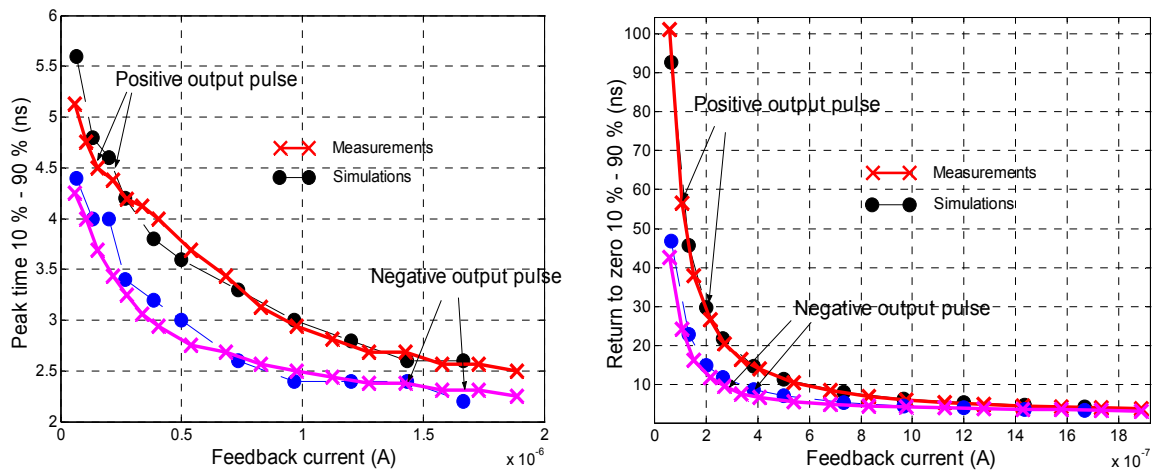 Peak time 10 % - 90 % (ns)
6
5.5
5
4.5
4
3.5
3
2.5
2
0
0.5
1
1.5
2
Feedback current (A)
x 10⁻⁶
Positive output pulse
Measurements
Simulations
Negative output pulse
Return to zero 10 % - 90 % (ns)
100
90
80
70
60
50
40
30
20
10
0
2
4
6
8
10
12
14
16
18
Feedback current (A)
x 10⁻⁷
Positive output pulse
Measurements
Simulations
Negative output pulse